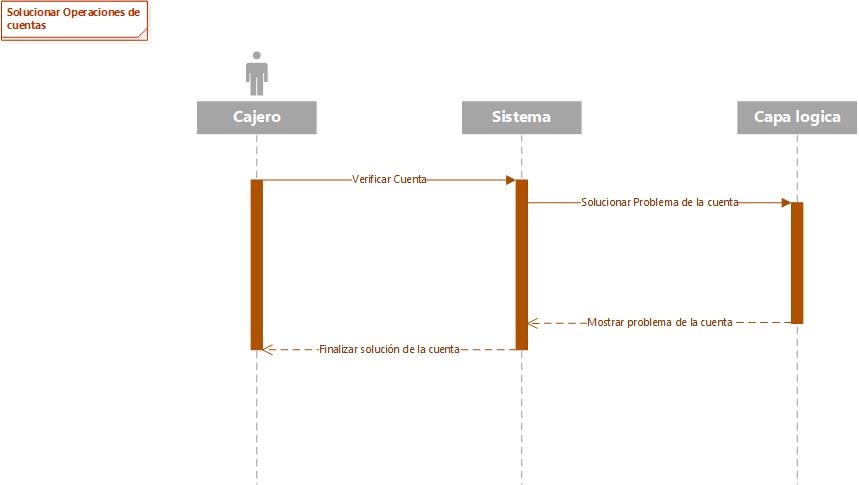 Solucionar Operaciones de
cuentas
Cajero
Sistema
Capa logica
Verificar Cuenta
Solucionar Problema de la cuenta
Mostrar problema de la cuenta
Finalizar solución de la cuenta